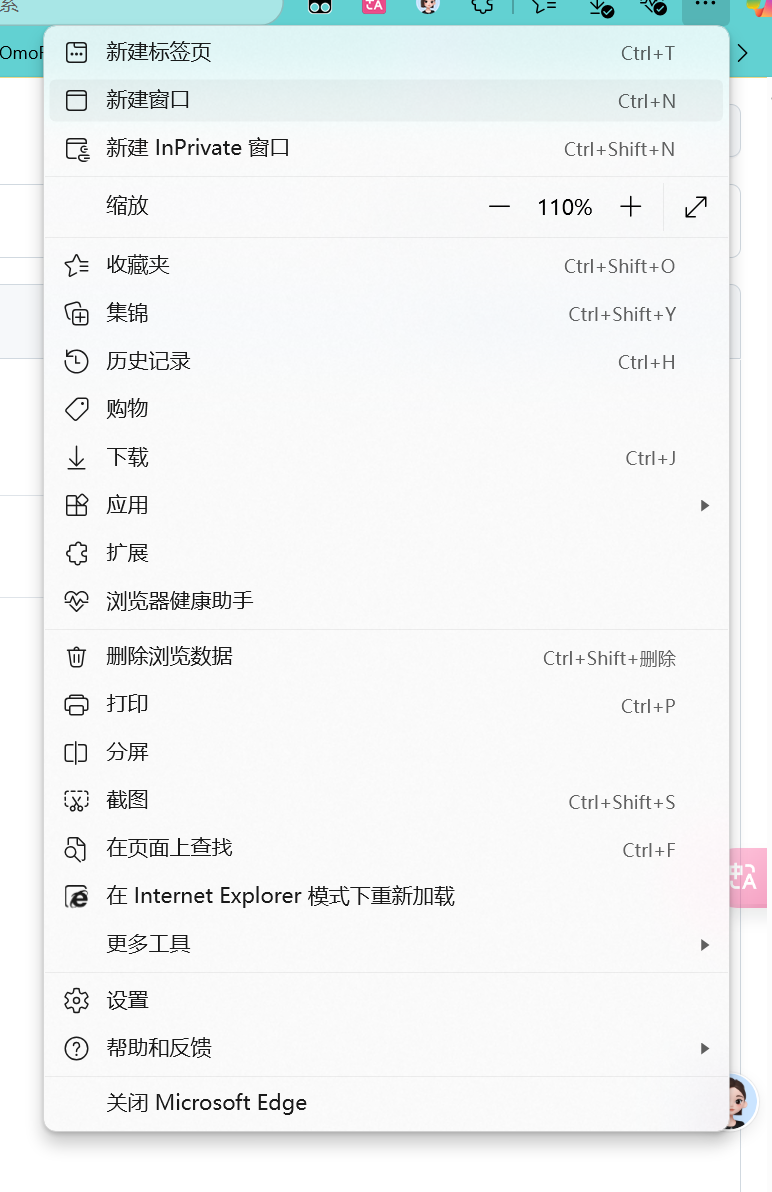 系
OmoF
新建标签页 Ctrl+T
新建窗口 Ctrl+N
新建 InPrivate 窗口 Ctrl+Shift+N
缩放 110%
收藏夹 Ctrl+Shift+O
集锦 Ctrl+Shift+Y
历史记录 Ctrl+H
购物
下载 Ctrl+J
应用
扩展
浏览器健康助手
删除浏览数据 Ctrl+Shift+删除
打印 Ctrl+P
分屏
截图 Ctrl+Shift+S
在页面上查找 Ctrl+F
在 Internet Explorer 模式下重新加载
更多工具
设置
帮助和反馈
关闭 Microsoft Edge